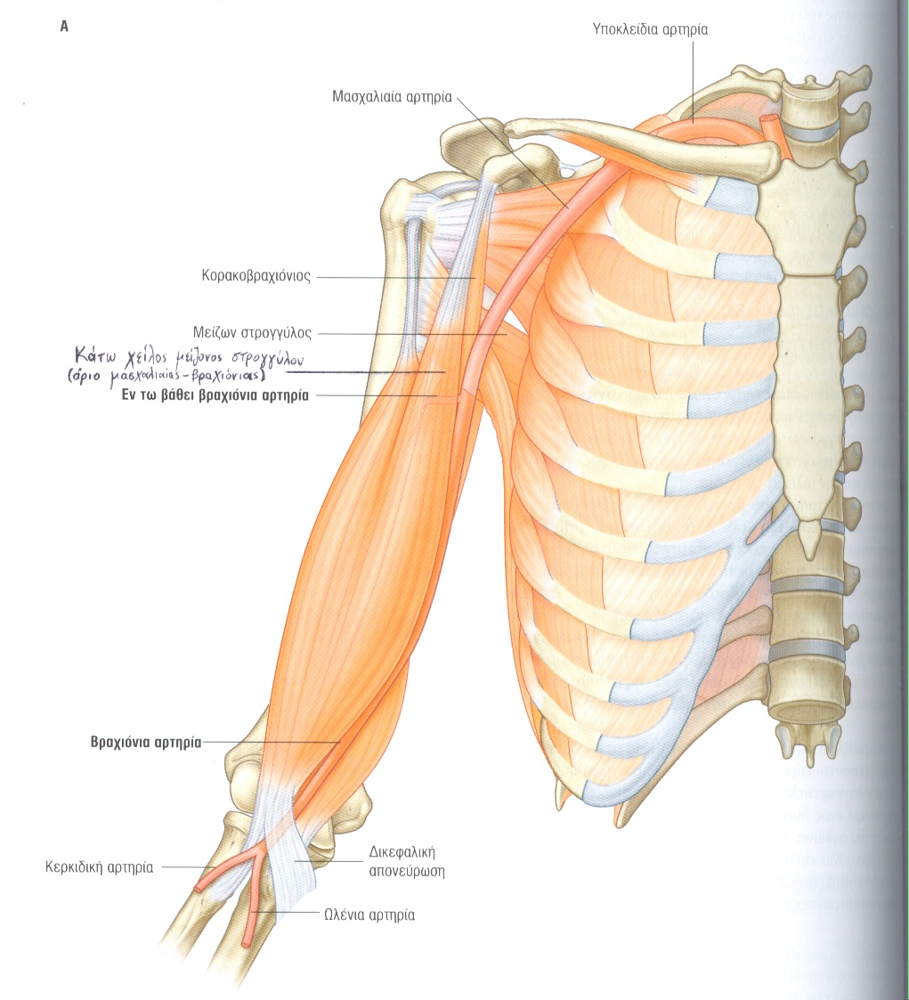 A
Υποκλείδια αρτηρία
Μασχαλιαία αρτηρία
Κορακοβραχιόνιος
Μείζων στρογγύλος
Κάτω χείλος μείζονος στρογγύλου
(όριο μασχαλιαίας-βραχιόνιας)
Εν τω βάθει βραχιόνια αρτηρία
Βραχιόνια αρτηρία
Κερκιδική αρτηρία
Δικεφαλική
απονεύρωση
Ωλένια αρτηρία